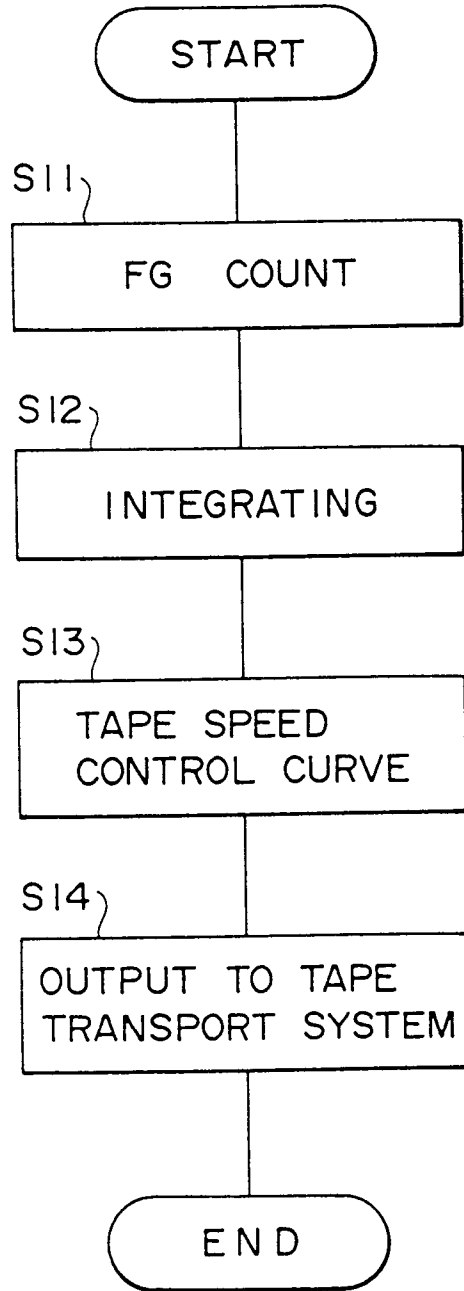 START
S11
FG COUNT
S12
INTEGRATING
S13
TAPE SPEED
CONTROL CURVE
S14
OUTPUT TO TAPE
TRANSPORT SYSTEM
END